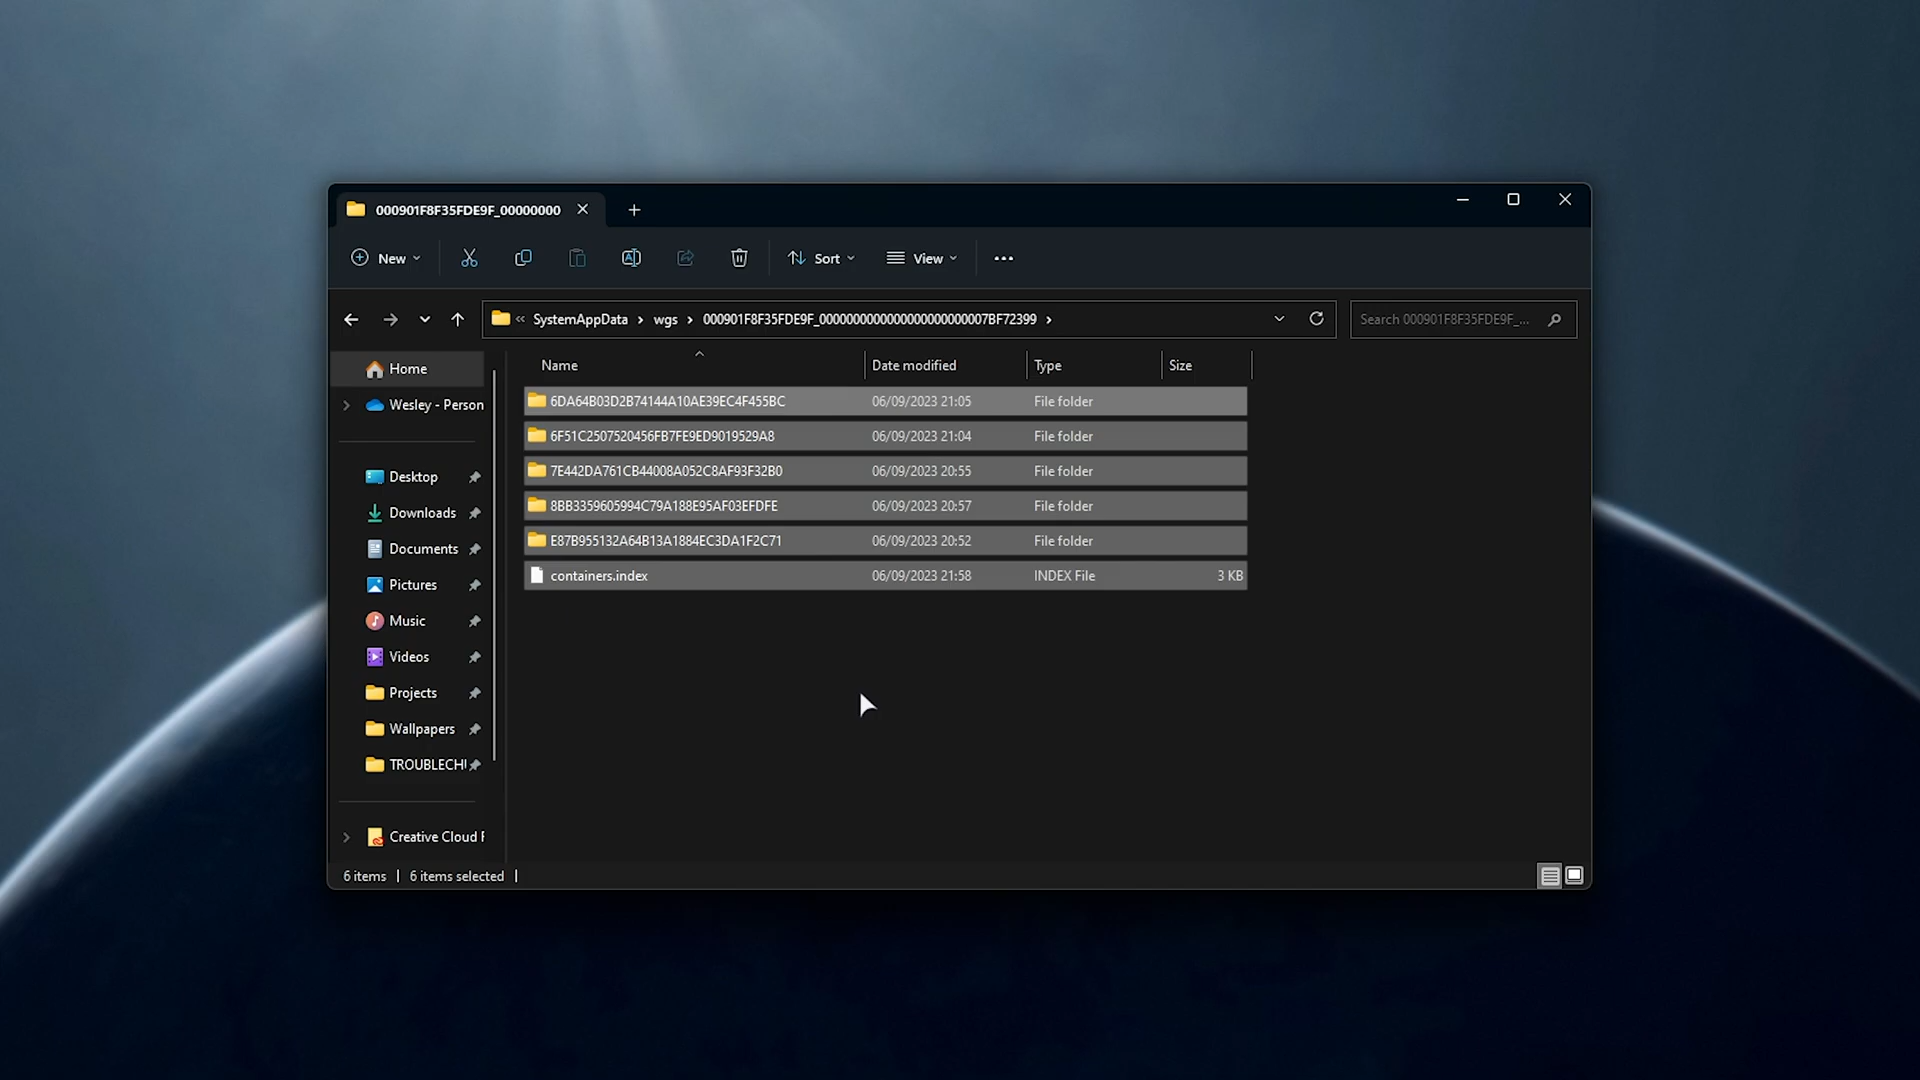 000901F8F35FDE9F_00000000
New
Sort
View
SystemAppData
wgs
000901F8F35FDE9F_00000000000000000000000007BF72399
Search 000901F8F35FDE9F_...
Name
Date modified
Type
Size
6DA64B03D2B74144A10AE39EC4F455BC 06/09/2023 21:05 File folder
6F51C2507520456FB7FE9ED9019529A8 06/09/2023 21:04 File folder
7E442DA761CB44008A052C8AF93F32B0 06/09/2023 20:55 File folder
8BB3359605994C79A188E95AF03EFDFE 06/09/2023 20:57 File folder
E87B955132A64B13A1884EC3DA1F2C71 06/09/2023 20:52 File folder
containers.index 06/09/2023 21:58 INDEX File 3 KB
Home
Wesley - Person
Desktop
Downloads
Documents
Pictures
Music
Videos
Projects
Wallpapers
TROUBLECH
Creative Cloud F
6 items
6 items selected